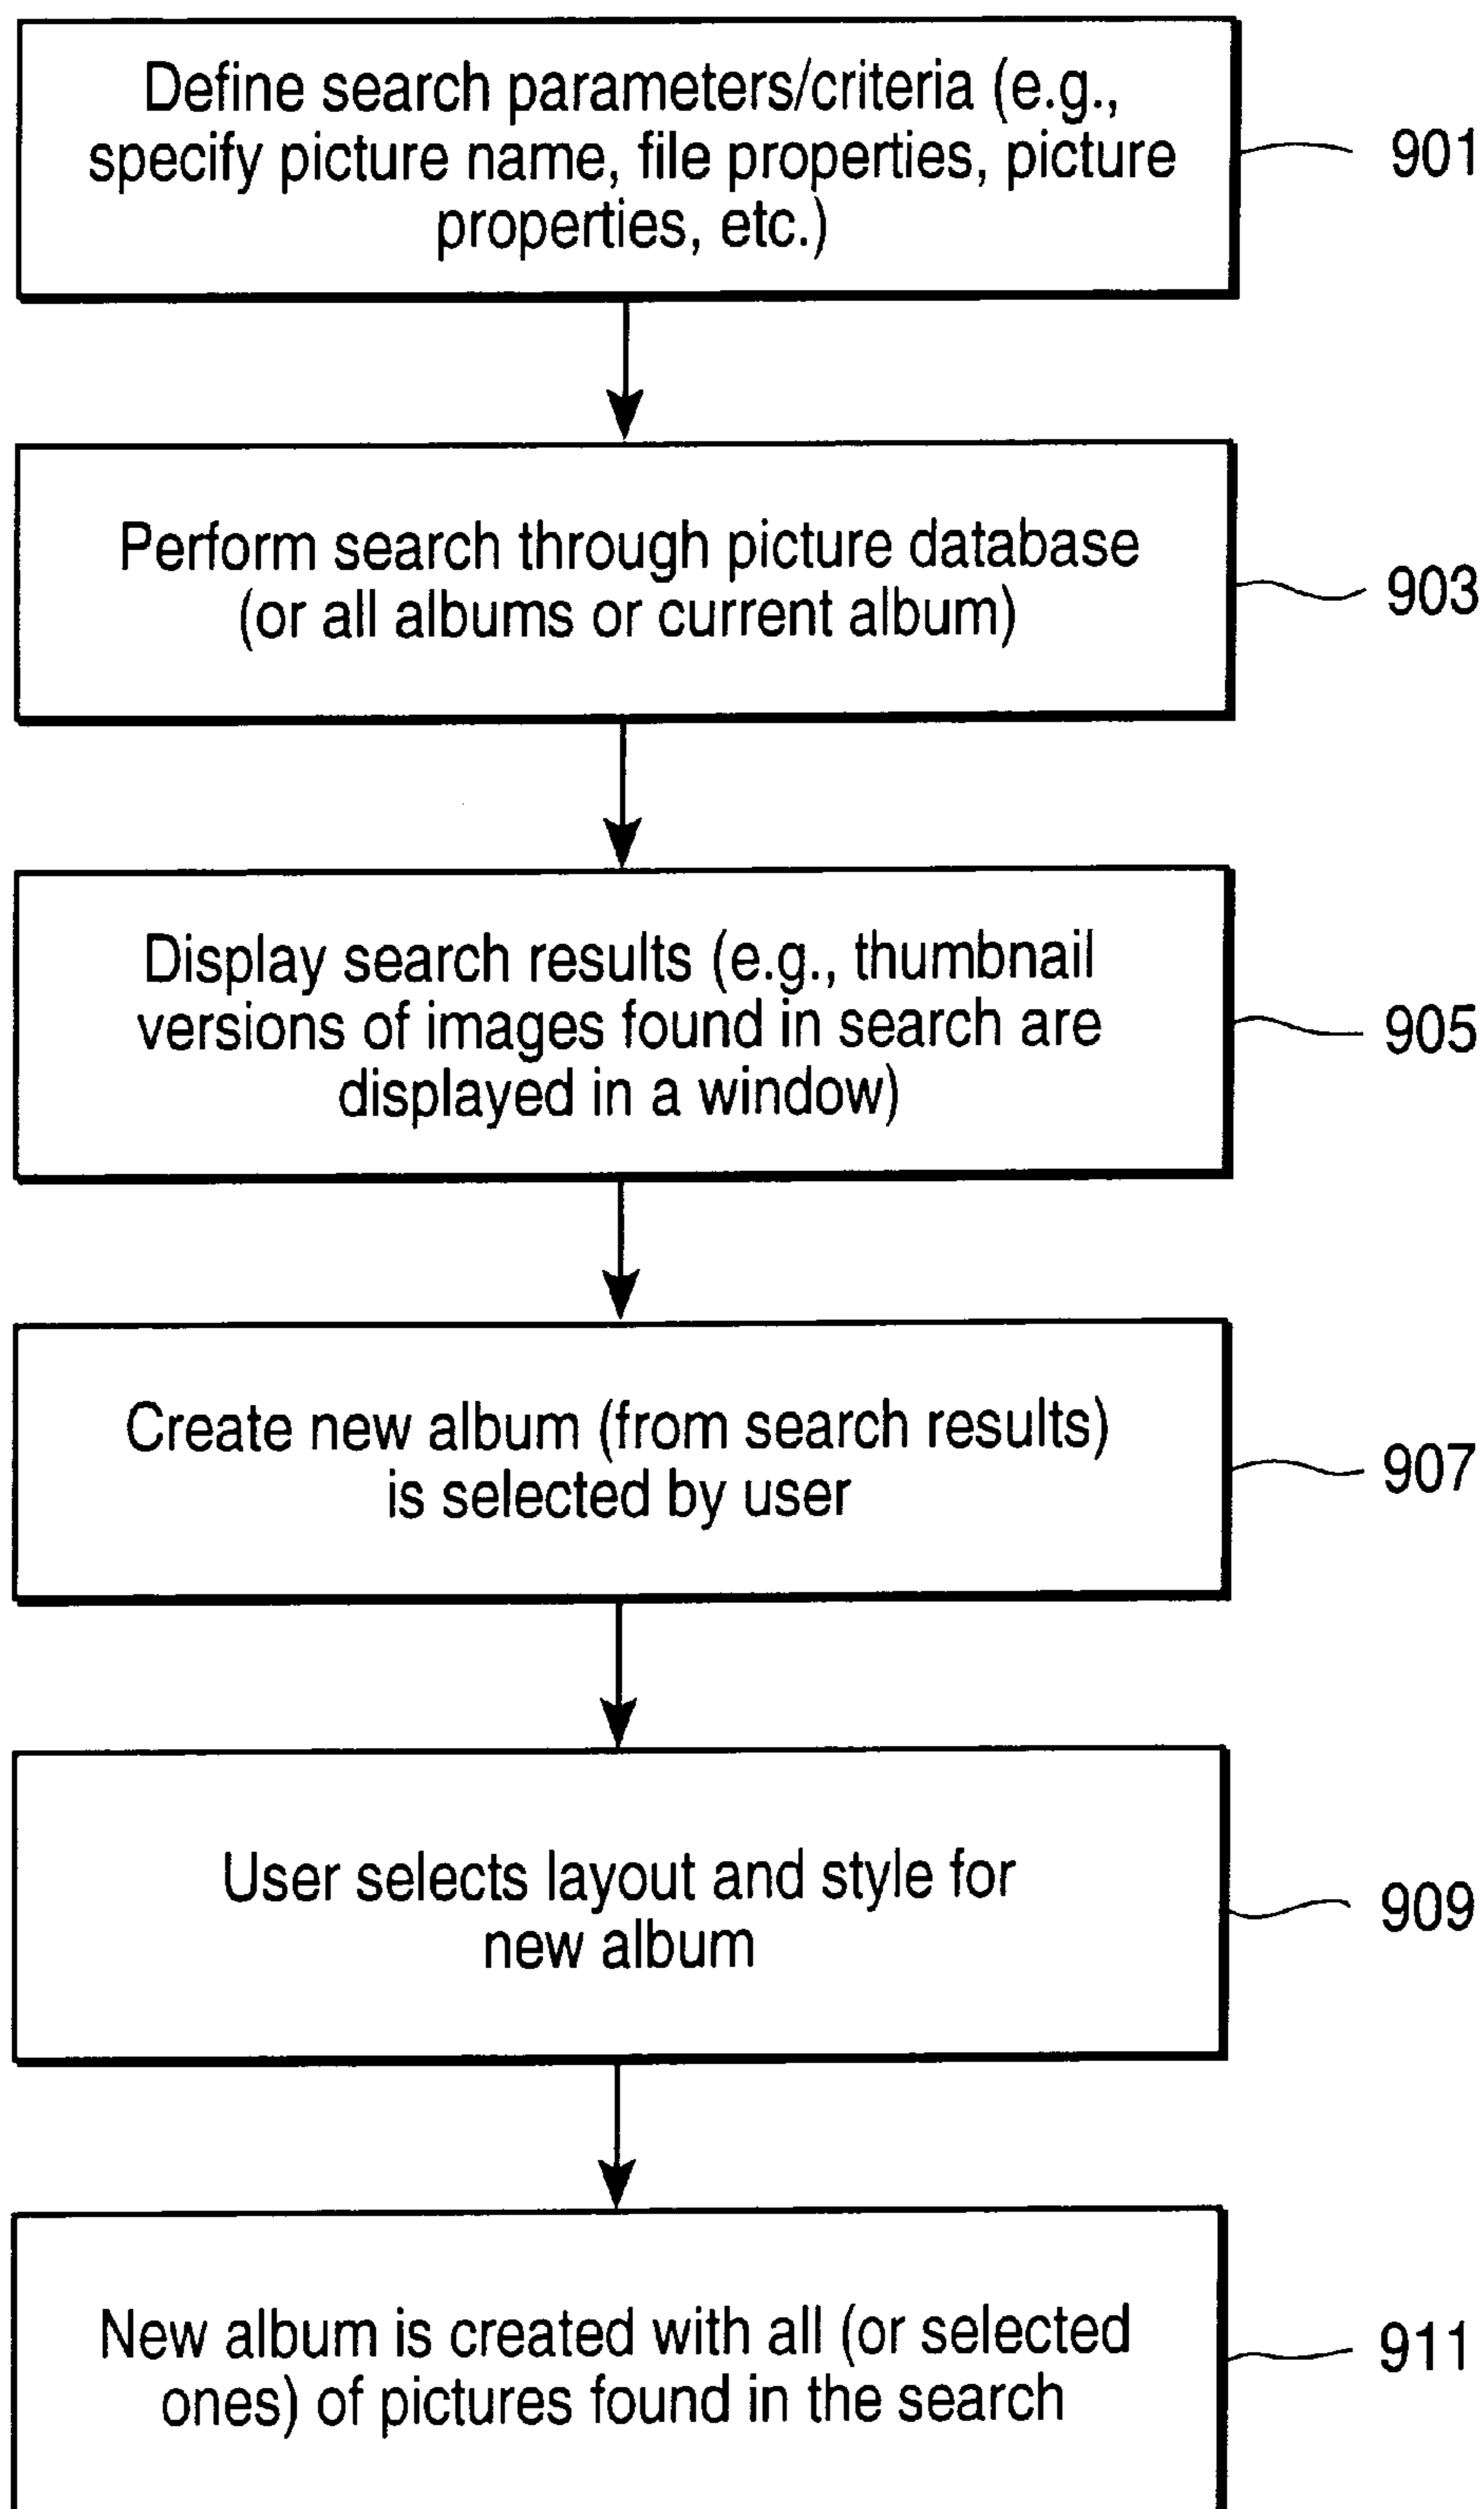 Define search parameters/criteria (e.g.,
specify picture name, file properties, picture
properties, etc.)
901
Perform search through picture database
(or all albums or current album)
903
Display search results (e.g., thumbnail
versions of images found in search are
displayed in a window)
905
Create new album (from search results)
is selected by user
907
User selects layout and style for
new album
909
New album is created with all (or selected
ones) of pictures found in the search
911